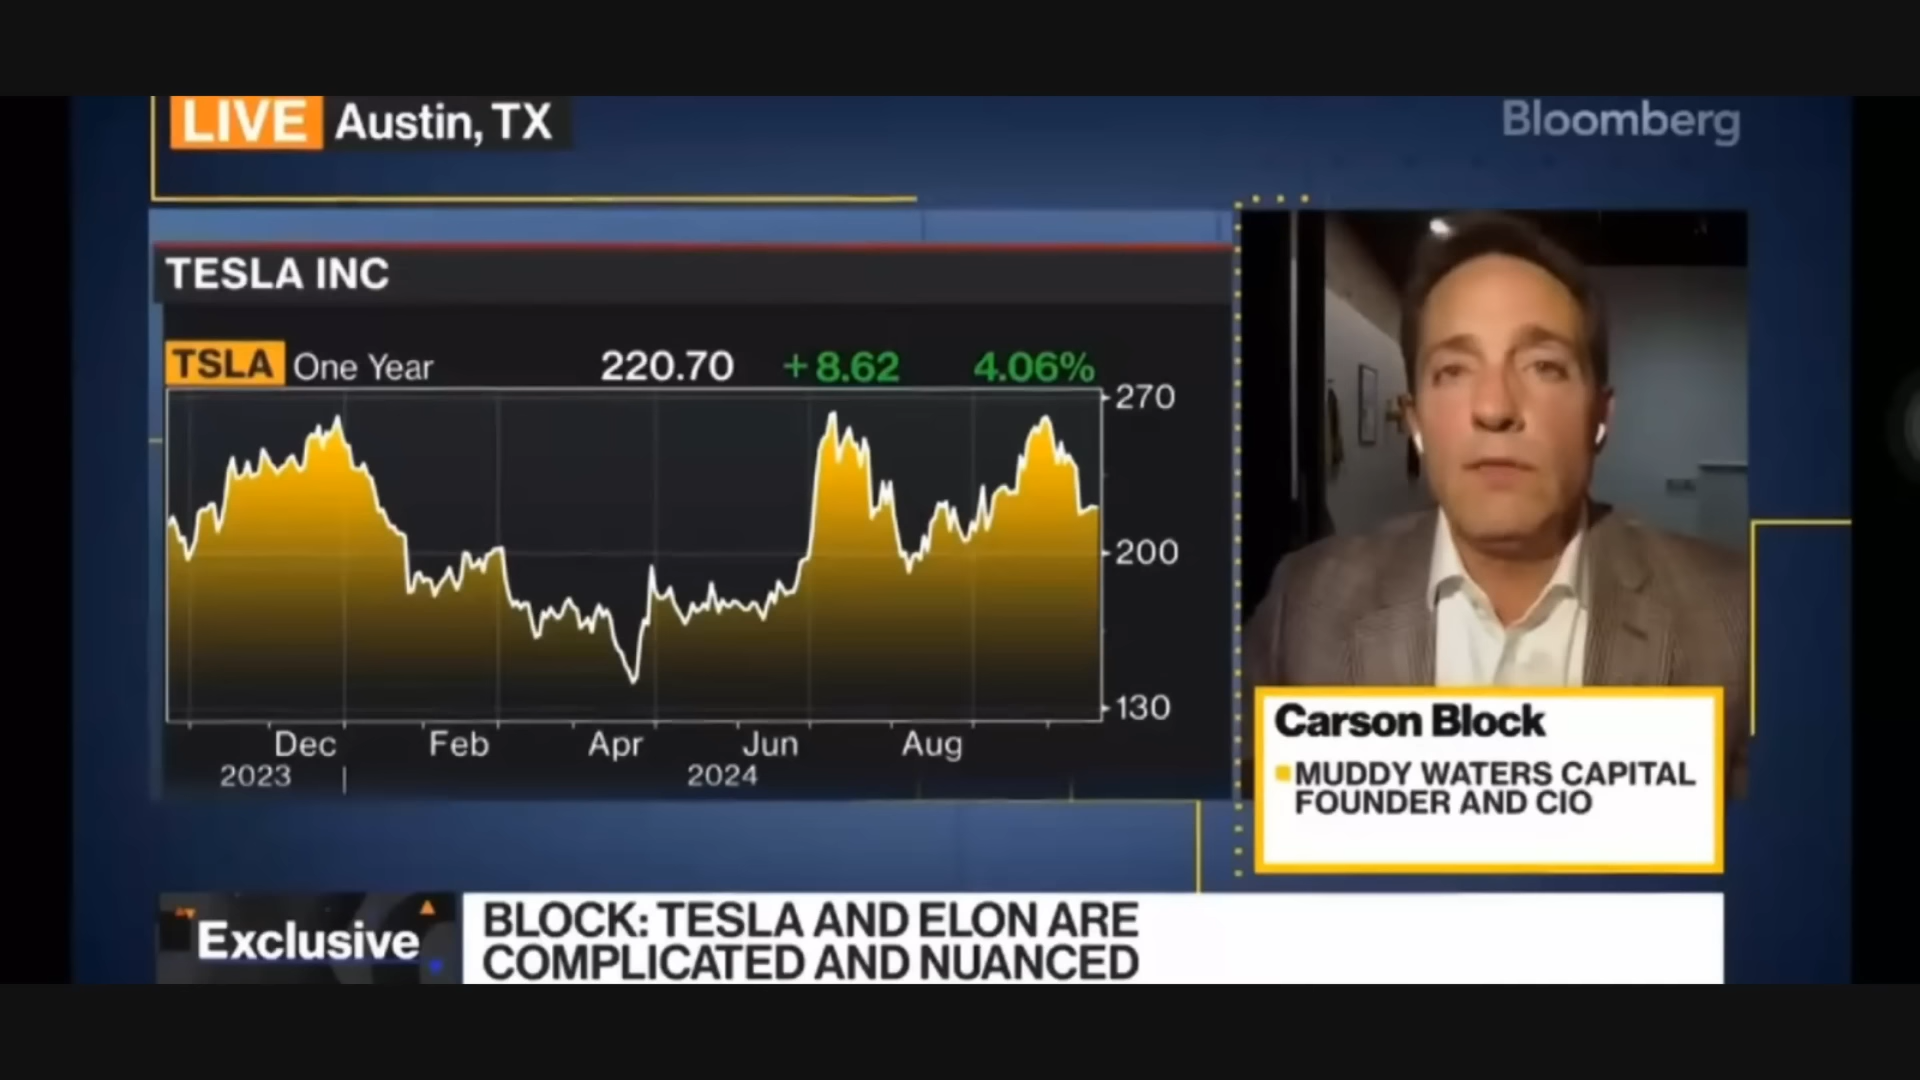 LIVE Austin, TX
Bloomberg
TESLA INC
TSLA One Year 220.70 +8.62 4.06%
270
200
130
Dec Feb Apr Jun Aug
2023 | 2024
Carson Block
MUDDY WATERS CAPITAL
FOUNDER AND CIO
Exclusive
BLOCK: TESLA AND ELON ARE
COMPLICATED AND NUANCED